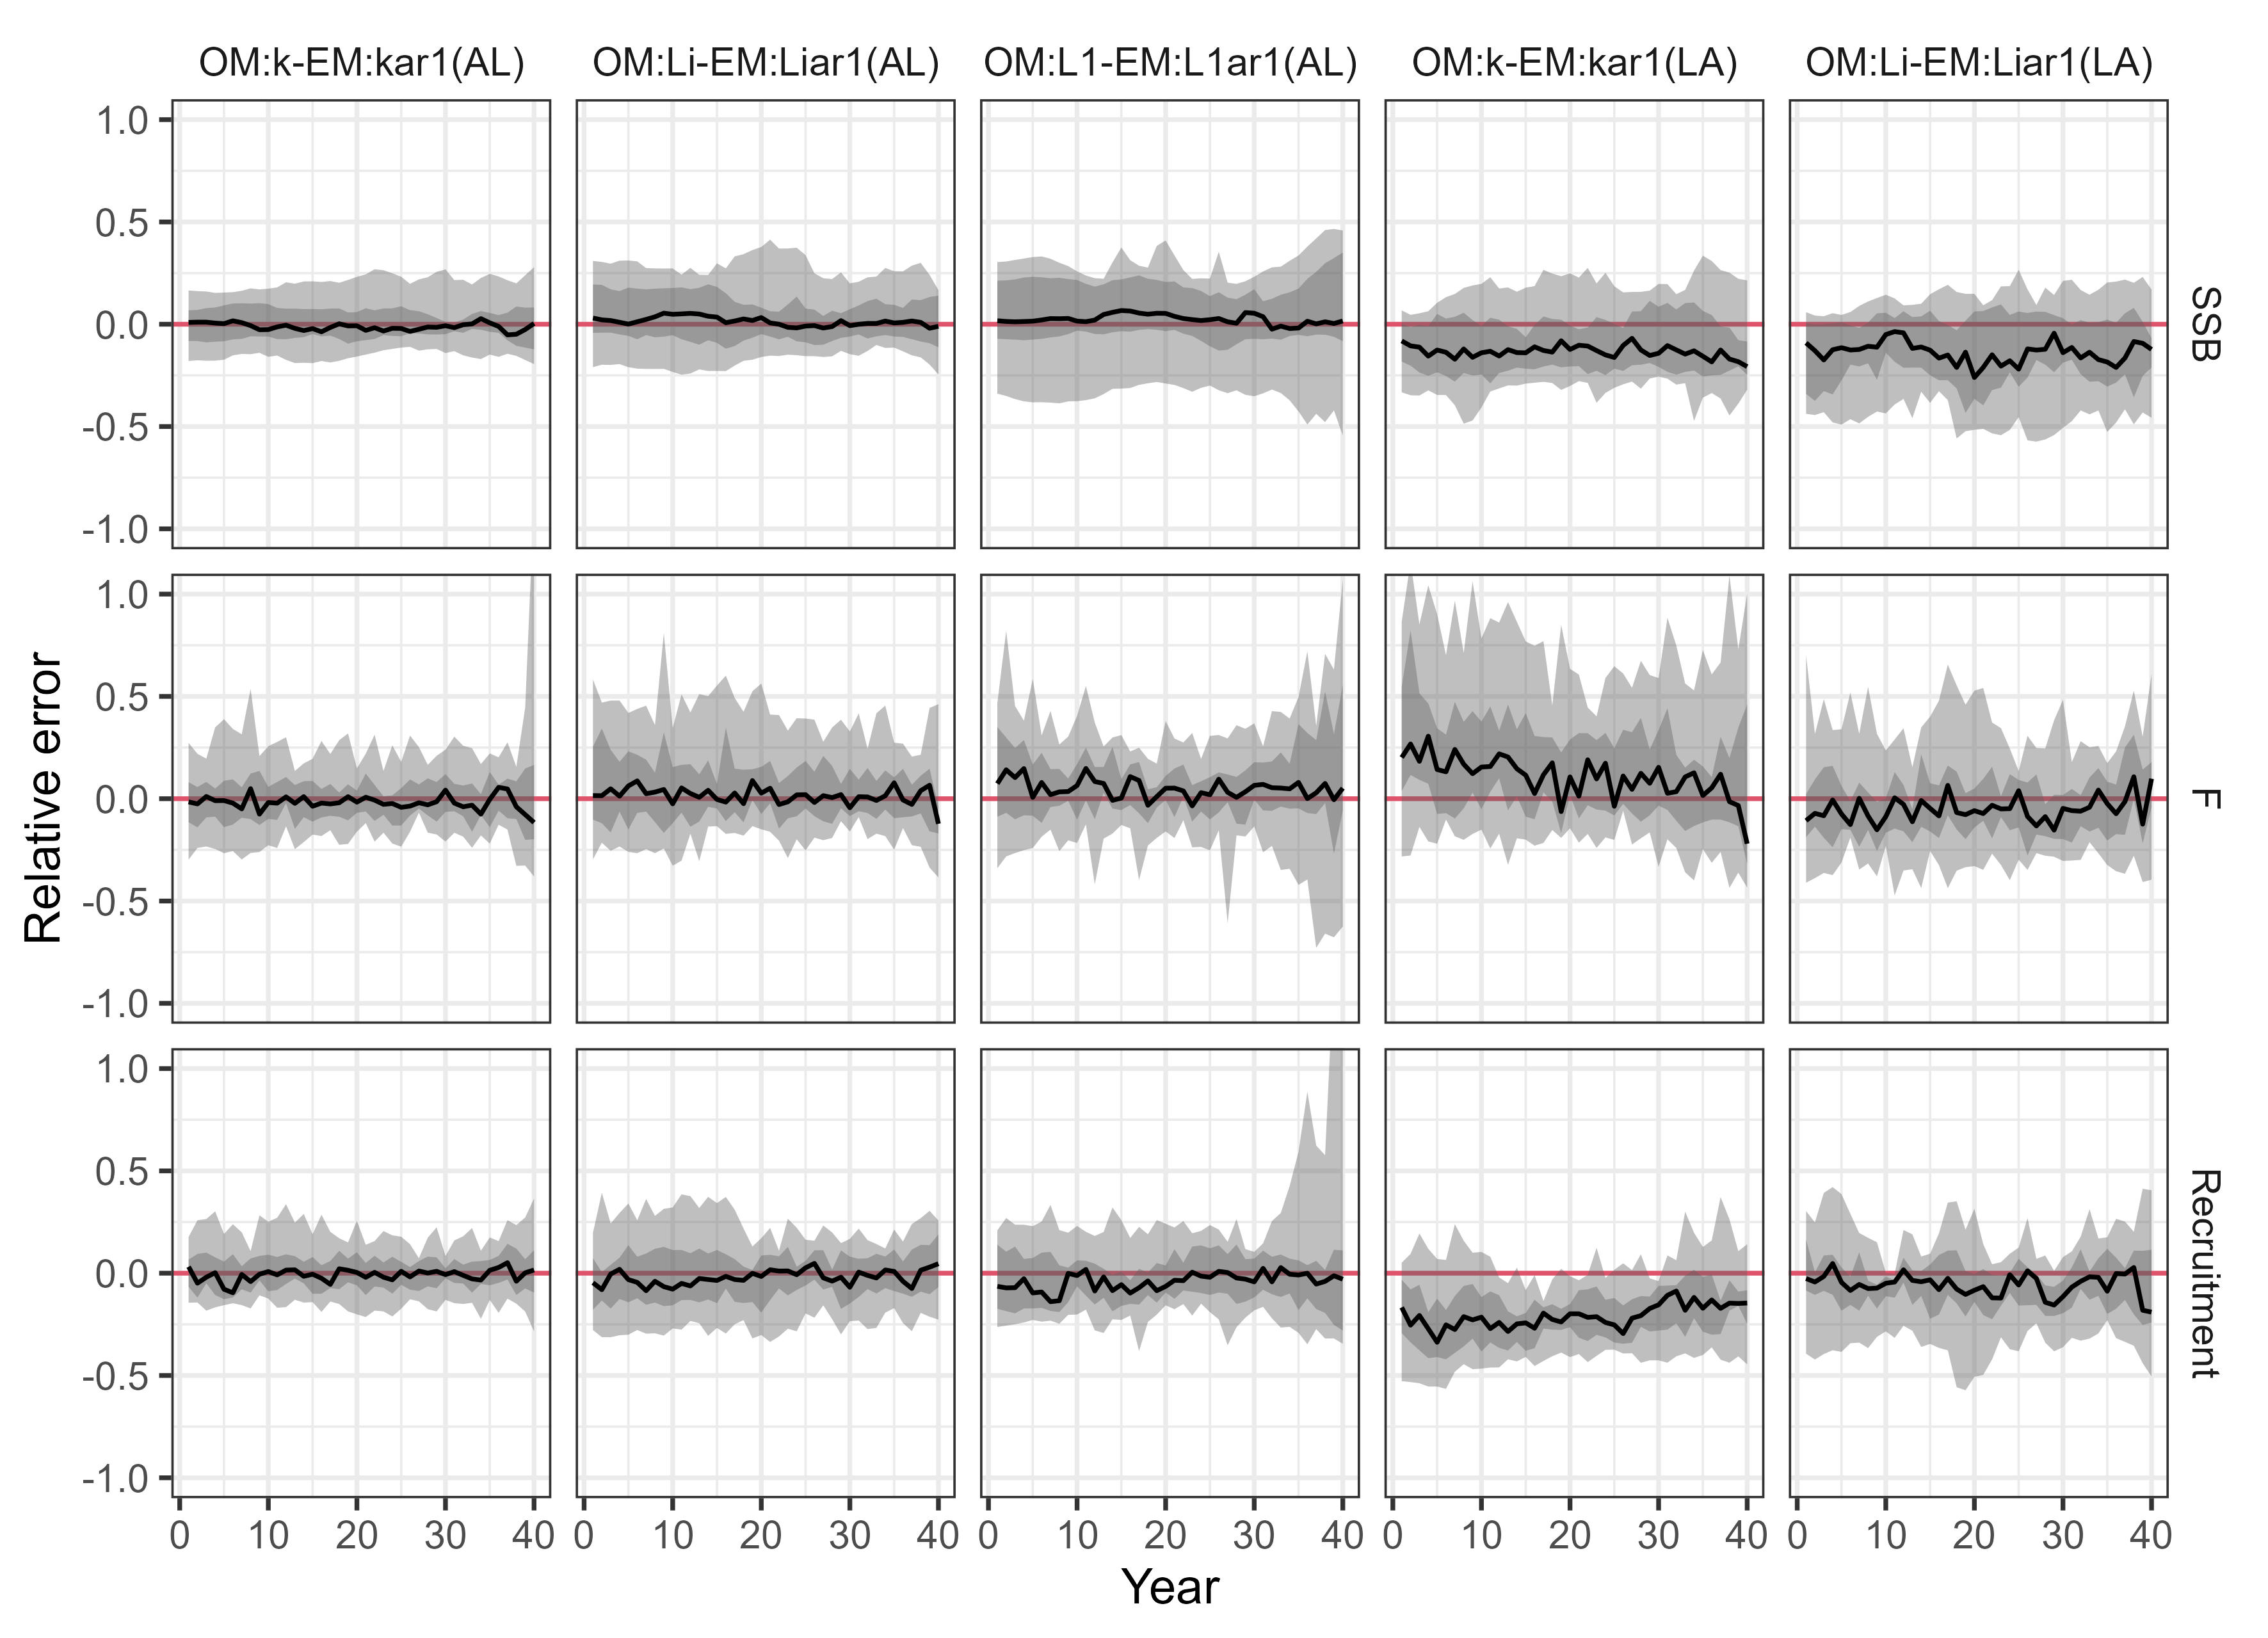 OM:k-EM:kar1(AL) OM:Li-EM:Liar1(AL) OM:L1-EM:L1ar1(AL) OM:k-EM:kar1(LA) OM:Li-EM:Liar1(LA)
1.0
0.5
0.0
-0.5
-1.0
SSB
1.0
0.5
0.0
-0.5
-1.0
F
1.0
0.5
0.0
-0.5
-1.0
Recruitment
Relative error
0 10 20 30 40 0 10 20 30 40 0 10 20 30 40 0 10 20 30 40 0 10 20 30 40
Year